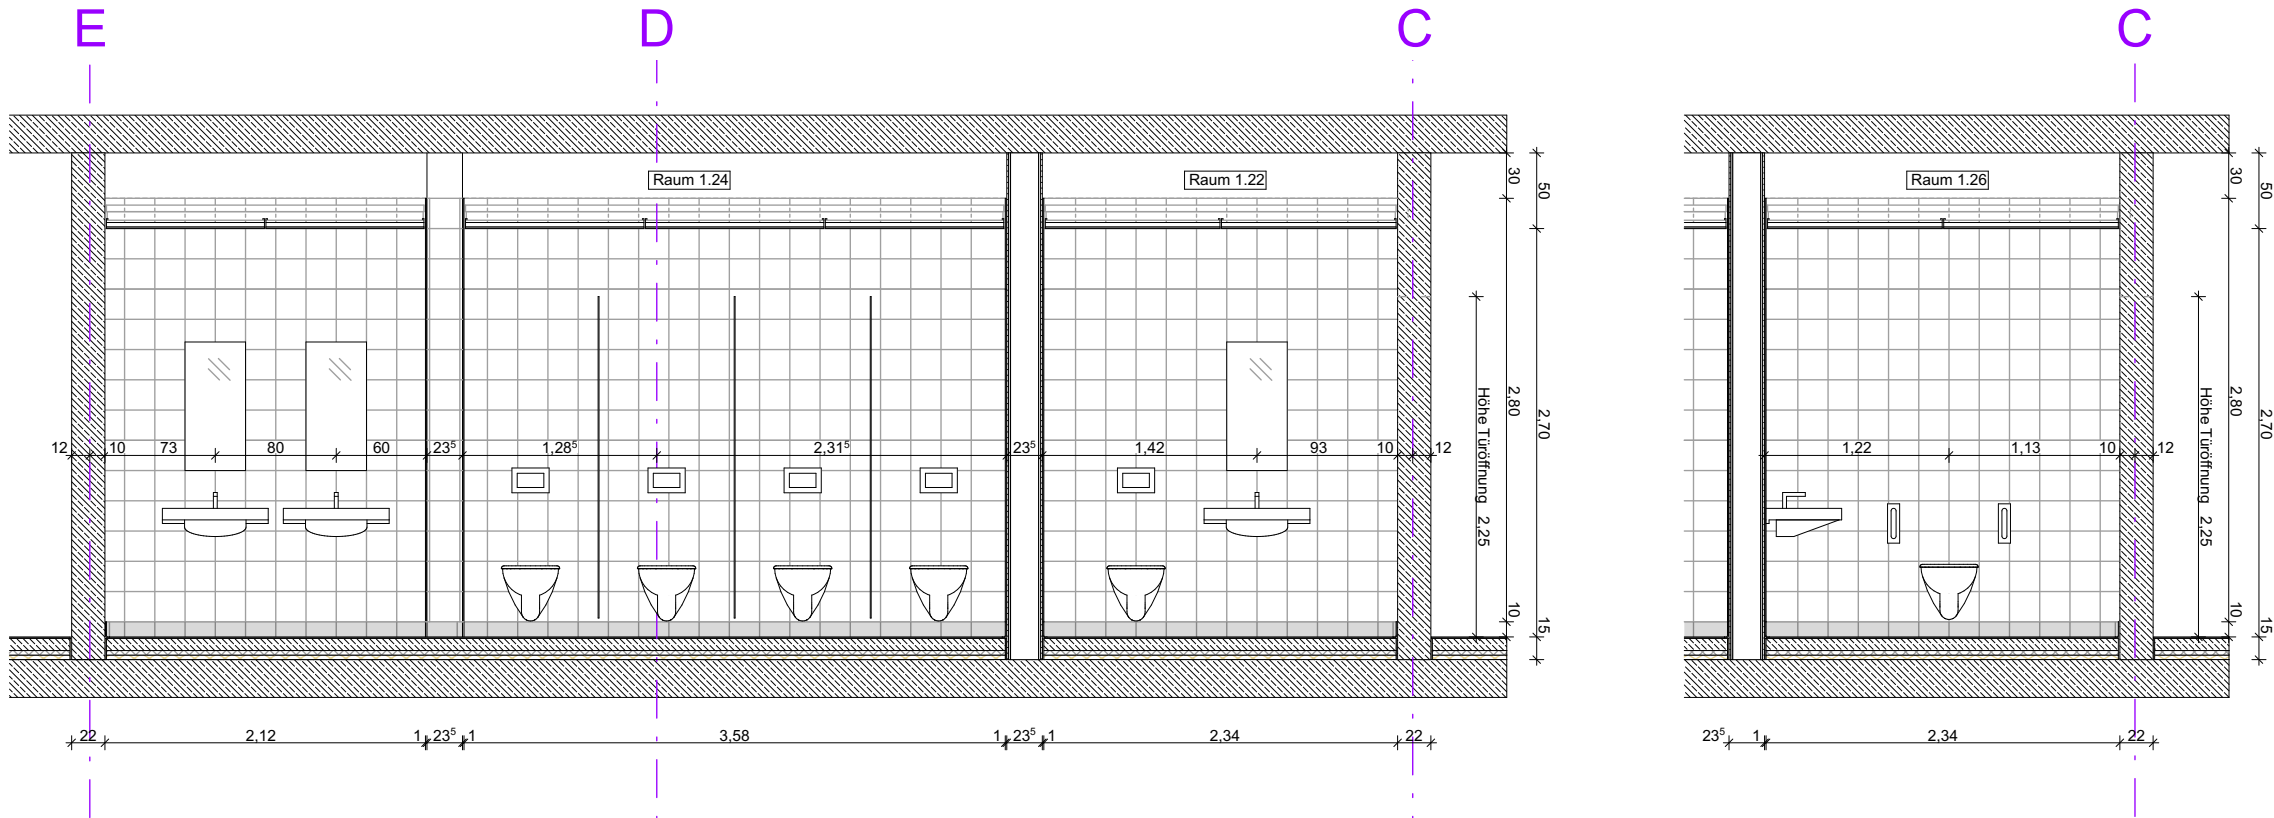 E D C C
Raum 1.24 Raum 1.22 Raum 1.26
30 50 30 50
Höhe Türöffnung 2,25 2,80 2,70 Höhe Türöffnung 2,25 2,80 2,70
12 10 73 80 60 23⁵ 1,28⁵ 2,31⁵ 23⁵ 1,42 93 10 12 1,22 1,13 10 12
10 15 10 15
22 2,12 1 23⁵ 1 3,58 1 23⁵ 1 2,34 22 23⁵ 1 2,34 22